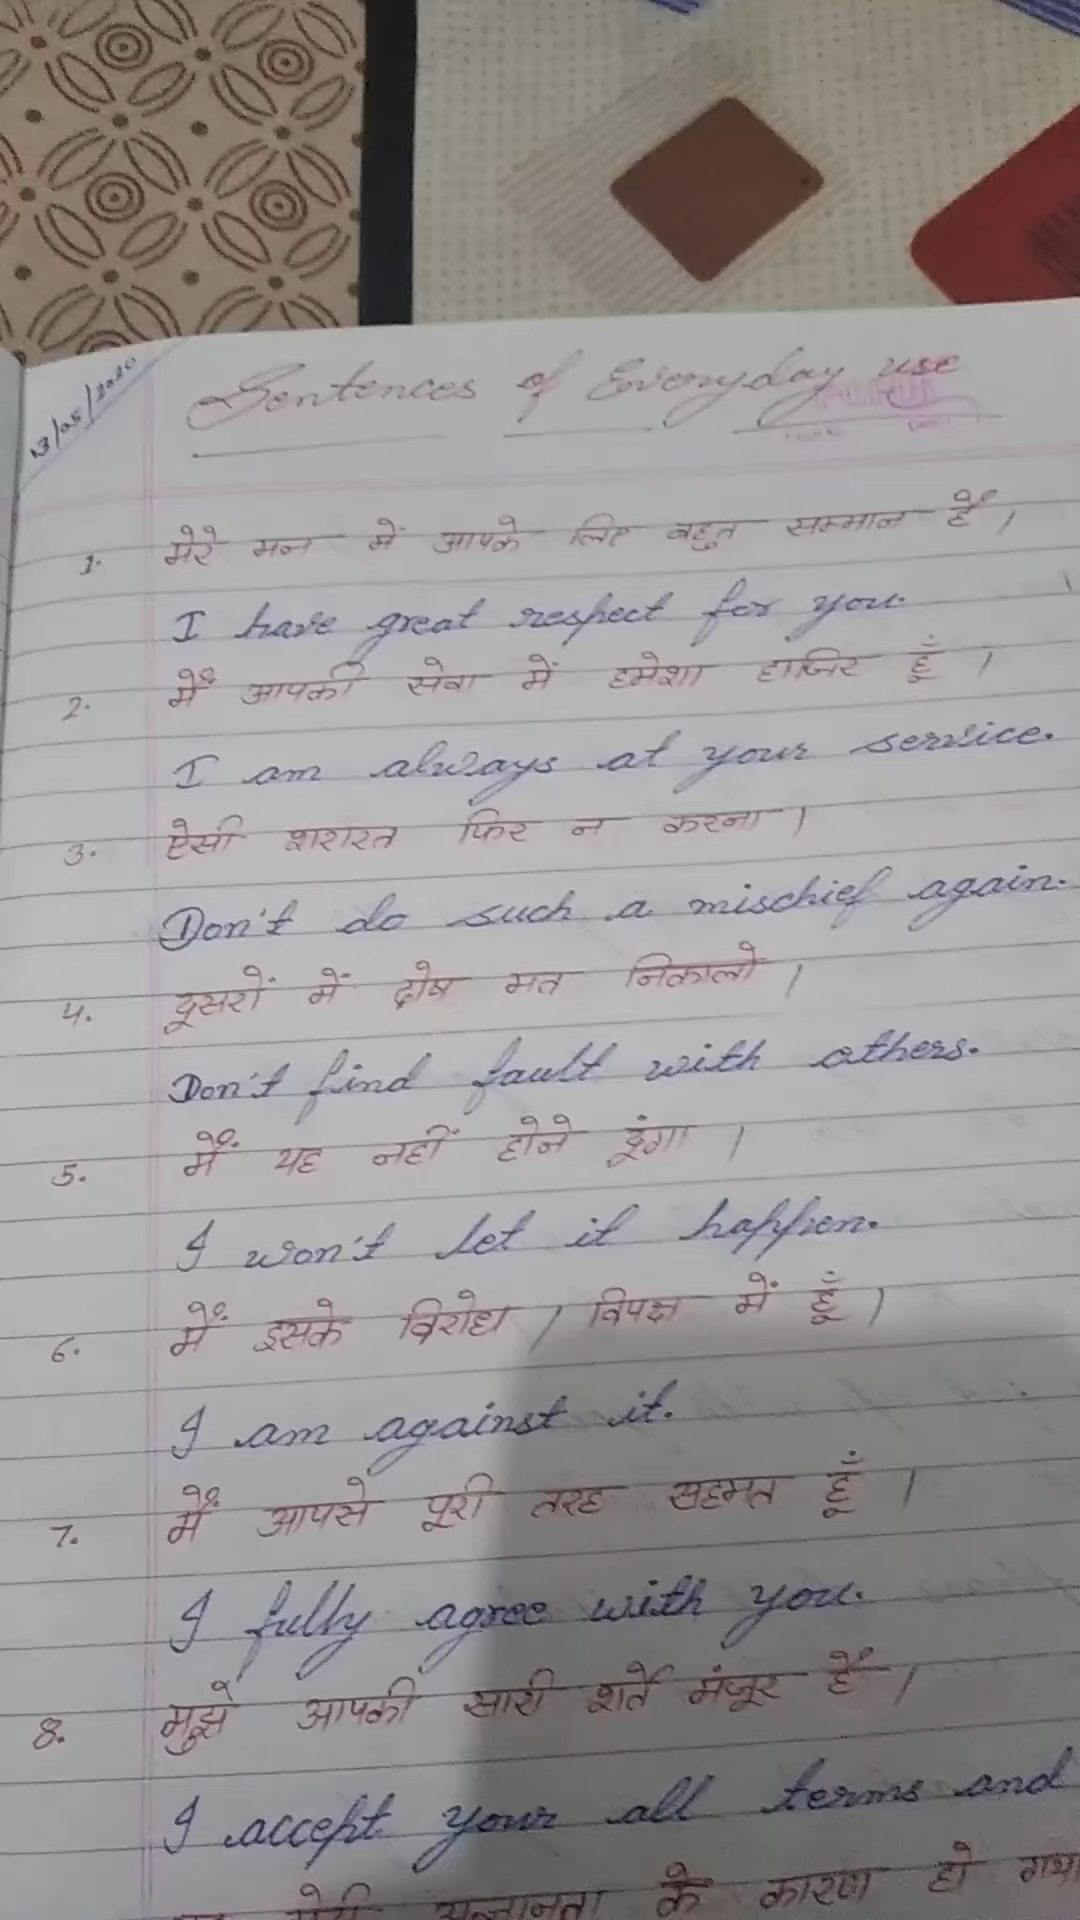 13/05/2020
Sentences of Everyday use
1. मेरे मन में आपके लिए बहुत सम्मान है ।
I have great respect for you.
2. मैं आपकी सेवा में हमेशा हाजिर हूँ ।
I am always at your service.
3. ऐसी शरारत फिर न करना ।
Don't do such a mischief again.
4. दूसरों में दोष मत निकालो ।
Don't find fault with others.
5. मैं यह नहीं होने दूंगा ।
I won't let it happen.
6. मैं इसके विरोध / विपक्ष में हूँ ।
I am against it.
7. मैं आपसे पूरी तरह सहमत हूँ ।
I fully agree with you.
8. मुझे आपकी सारी शर्तें मंजूर हैं ।
I accept your all terms and
मेरी अज्ञानता के कारण हो गया